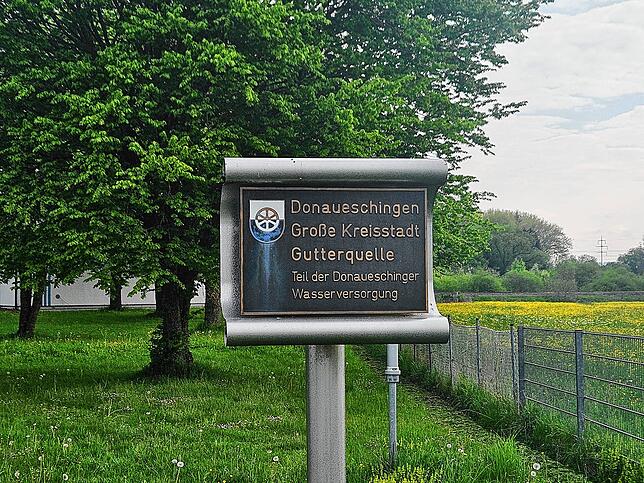 Donaueschingen
Große Kreisstadt
Gutterquelle
Teil der Donaueschinger
Wasserversorgung